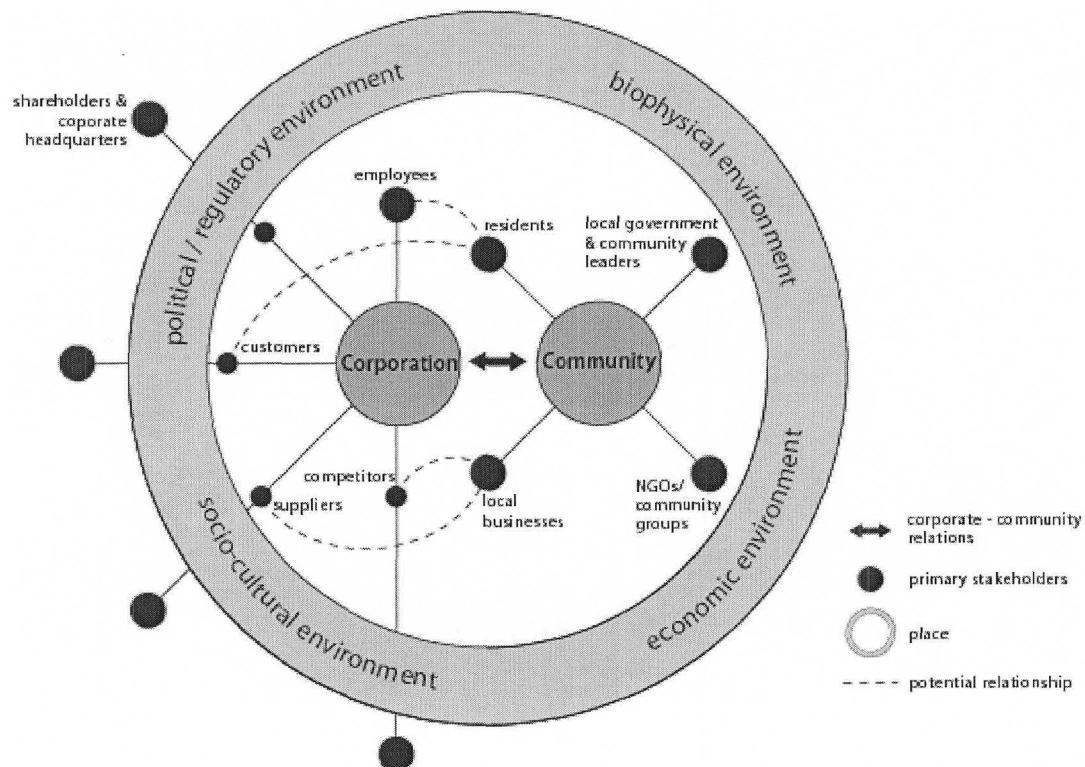 shareholders &
coporate
headquarters
political / regulatory environment
biophysical environment
employees
residents
local government
& community
leaders
customers
Corporation
Community
competitors
suppliers
local
businesses
NGOs/
community
groups
socio-cultural environment
economic environment
corporate - community
relations
primary stakeholders
place
potential relationship